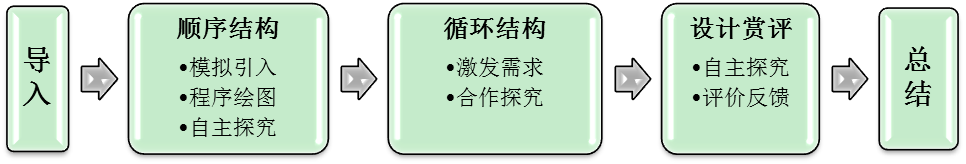 导入
顺序结构
•模拟引入
•程序绘图
•自主探究
循环结构
•激发需求
•合作探究
设计赏评
•自主探究
•评价反馈
总结